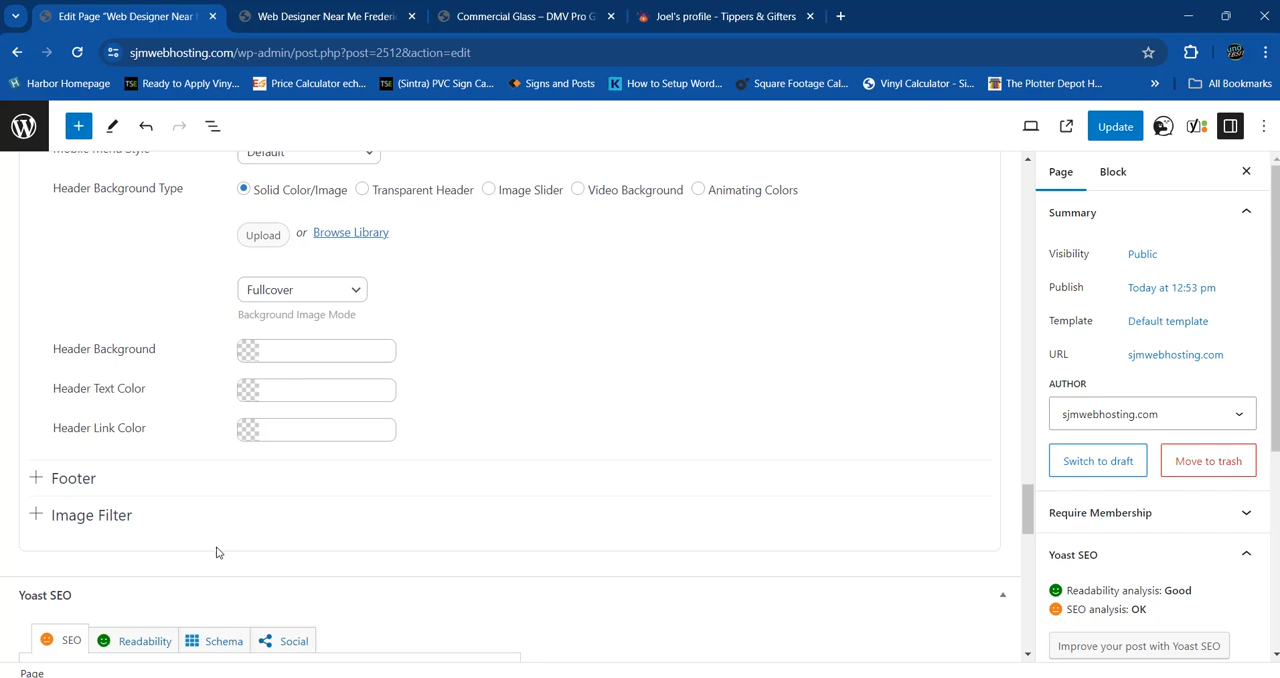 Edit Page "Web Designer Near
Web Designer Near Me Frederic
Commercial Glass – DMV Pro G
Joel's profile - Tippers & Gifters
sjmwebhosting.com/wp-admin/post.php?post=2512&action=edit
Harbor Homepage
Ready to Apply Viny...
Price Calculator ech...
(Sintra) PVC Sign Ca...
Signs and Posts
How to Setup Word...
Square Footage Cal...
Vinyl Calculator - Si...
The Plotter Depot H...
All Bookmarks
Update
Mobile Menu Style
Default
Header Background Type
Solid Color/Image
Transparent Header
Image Slider
Video Background
Animating Colors
Upload or Browse Library
Fullcover
Background Image Mode
Header Background
Header Text Color
Header Link Color
Footer
Image Filter
Yoast SEO
SEO
Readability
Schema
Social
Page
Page
Block
Summary
Visibility
Public
Publish
Today at 12:53 pm
Template
Default template
URL
sjmwebhosting.com
AUTHOR
sjmwebhosting.com
Switch to draft
Move to trash
Require Membership
Yoast SEO
Readability analysis: Good
SEO analysis: OK
Improve your post with Yoast SEO